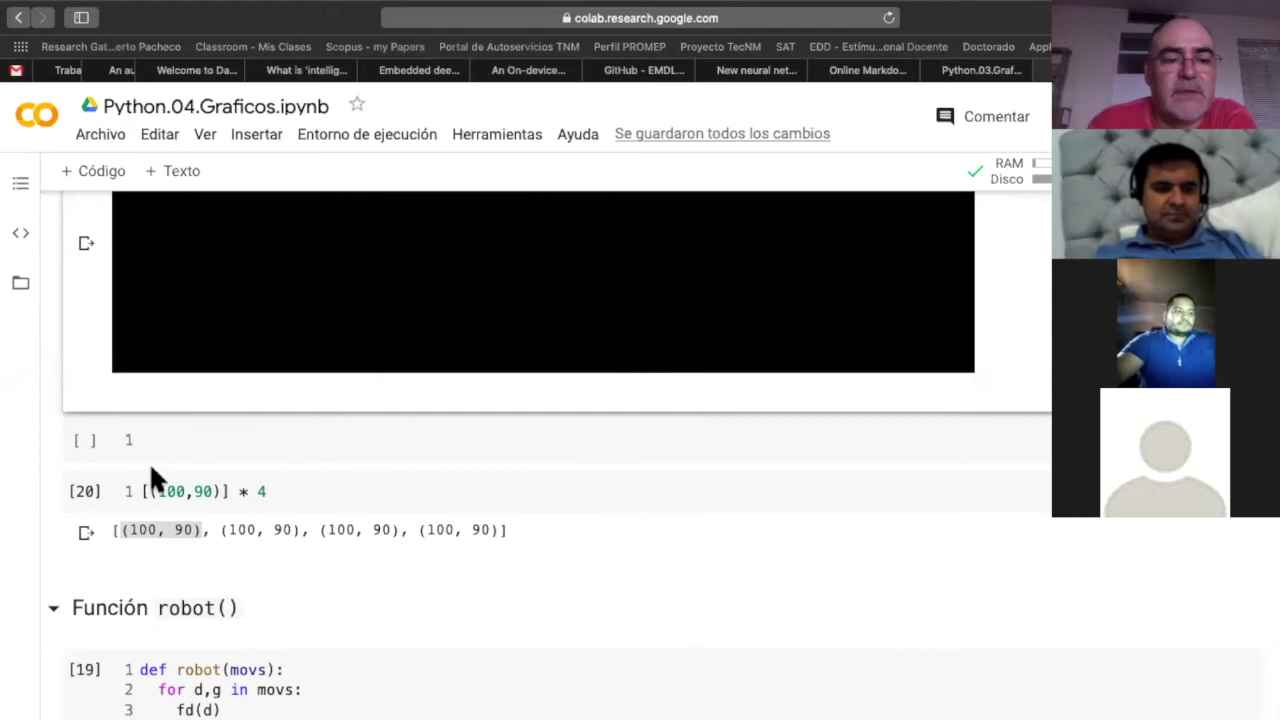 colab.research.google.com
Research Gat...erto Pacheco Classroom - Mis Clases Scopus - my Papers Portal de Autoservicios TNM Perfil PROMEP Proyecto TecNM SAT EDD - Estímu...onal Docente Doctorado Appl
Traba An au Welcome to Da... What is 'intellig... Embedded dee... An On-device... GitHub - EMDL... New neural net... Online Markdo... Python.03.Graf...
Python.04.Graficos.ipynb
Comentar
Archivo Editar Ver Insertar Entorno de ejecución Herramientas Ayuda Se guardaron todos los cambios
+ Código + Texto
RAM
Disco
[ ] 1
[20] 1 [(100,90)] * 4
[(100, 90), (100, 90), (100, 90), (100, 90)]
Función robot()
[19] 1 def robot(movs):
2 for d,g in movs:
3 fd(d)